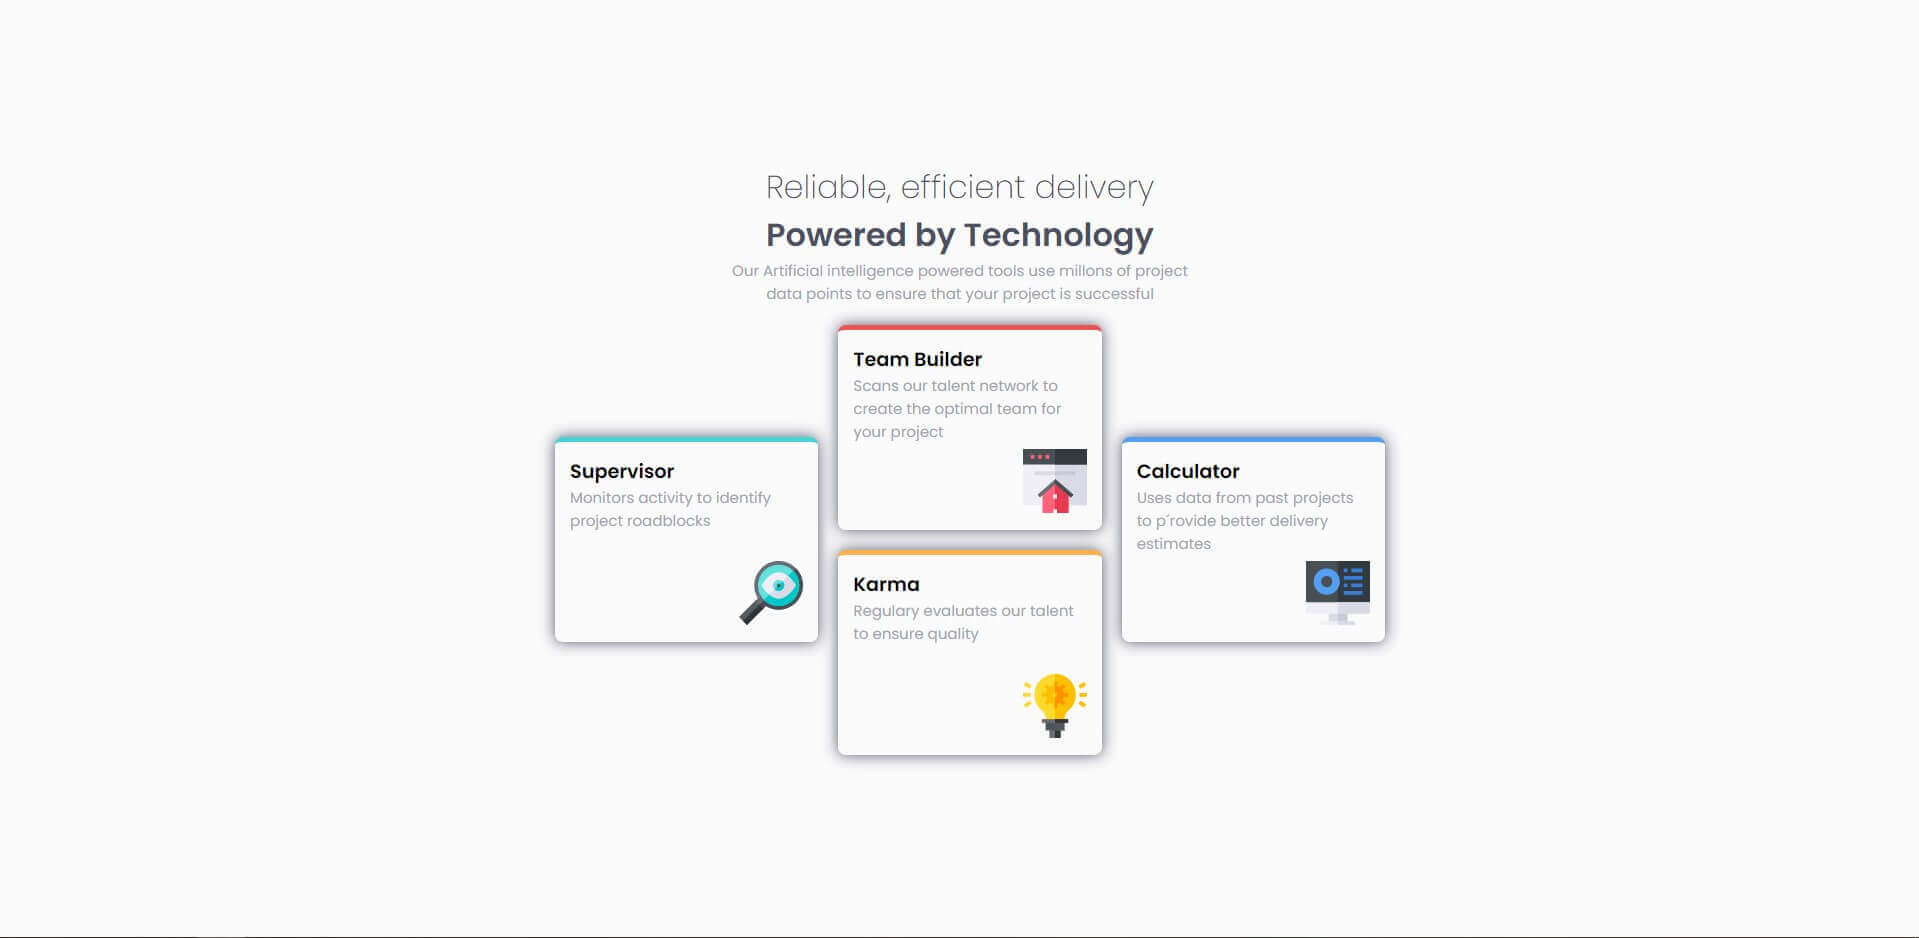 Reliable, efficient delivery
Powered by Technology
Our Artificial intelligence powered tools use millons of project
data points to ensure that your project is successful
Team Builder
Scans our talent network to
create the optimal team for
your project
Supervisor
Monitors activity to identify
project roadblocks
Calculator
Uses data from past projects
to p´rovide better delivery
estimates
Karma
Regulary evaluates our talent
to ensure quality